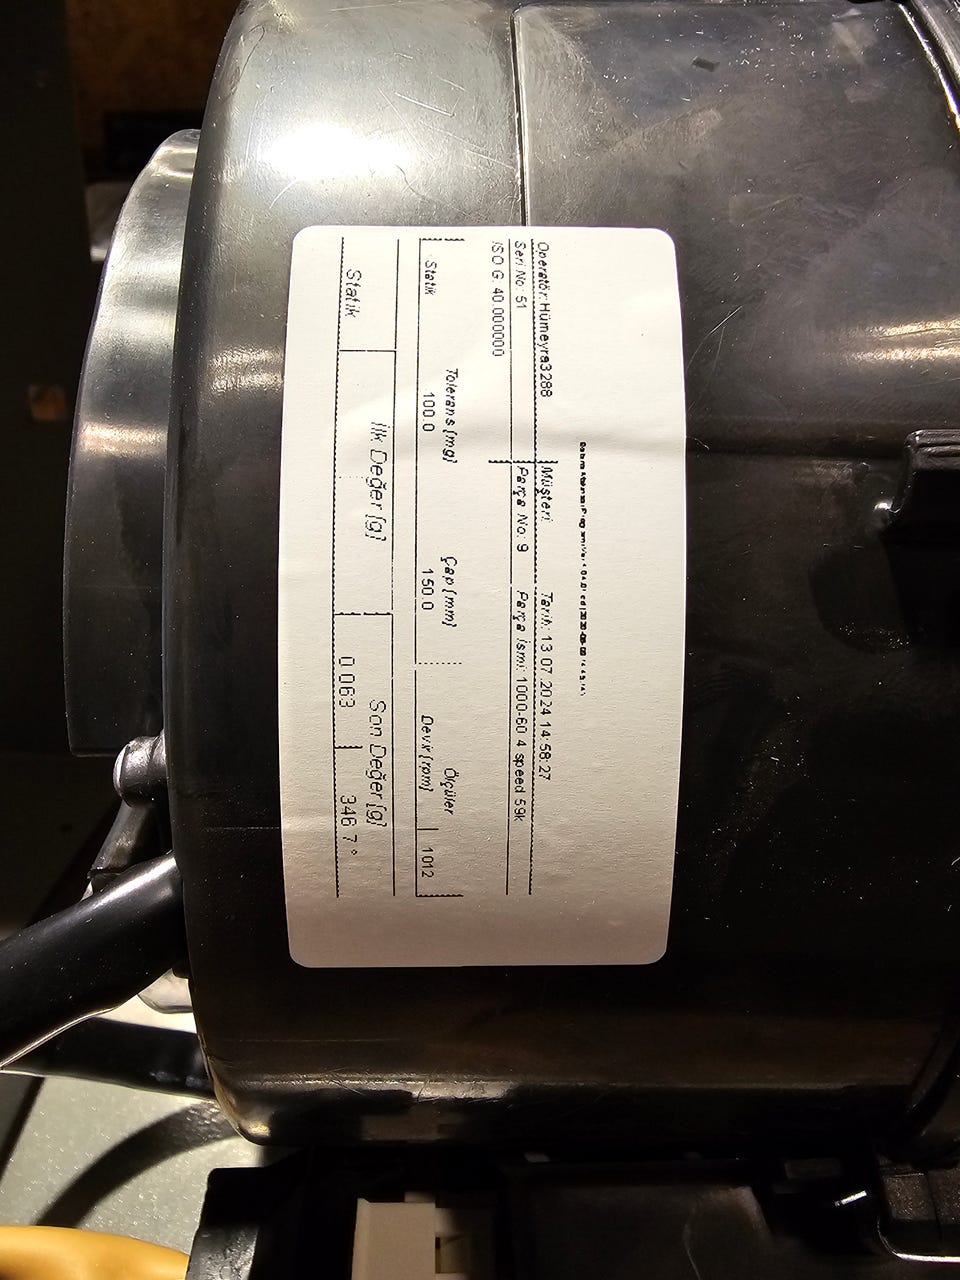 Operatör: Hümeyra3288 Müşteri: Tarih: 13.07.2024 14:58:27
Seri No: 51 Parça No: 9 Parça İsmi: 1000-60 4 speed 59k
ISO G: 40.000000
Tolerans [mg] Çap [mm] Ölçüler
Statik 100.0 150.0 Devir [rpm] 1012
İlk Değer [g] Son Değer [g]
Statik 0.063 346.7 °